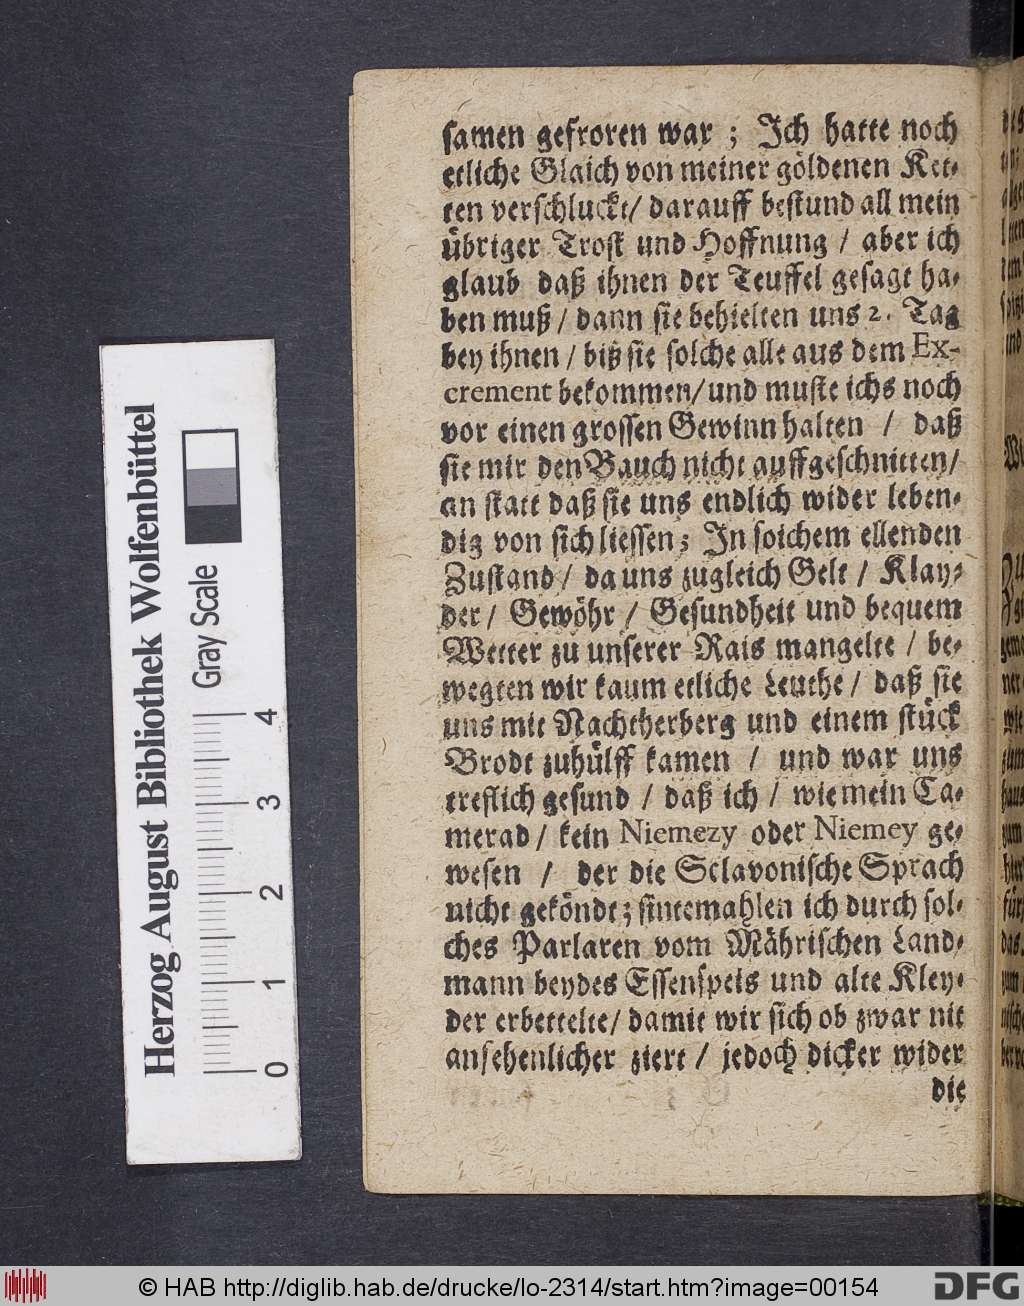 samen gefroren war ; Ich hatte noch
etliche Glaich von meiner göldenen Ket-
ten verschluckt/ darauff bestund all mein
übriger Trost und Hoffnung / aber ich
glaub daß ihnen der Teuffel gesagt ha-
ben muß / dann sie behielten uns 2. Tag
bey ihnen / biß sie solche alle aus dem Ex-
crement bekommen/ und muste ichs noch
vor einen grossen Gewinn halten / daß
sie mir den Bauch nicht auffgeschnitten/
an statt daß sie uns endlich wider leben-
dig von sich liessen; In solchem ellenden
Zustand / da uns zugleich Gelt / Klay-
der / Gewöhr / Gesundheit und bequem
Wetter zu unserer Rais mangelte / be-
wegten wir kaum etliche Leuthe / daß sie
uns mit Nachtherberg und einem stück
Brodt zuhülff kamen / und war uns
treflich gesund / daß ich / wie mein Ca-
merad / kein Niemezy oder Niemey ge-
wesen / der die Sclavonische Sprach
nicht geköndt; sintemahlen ich durch sol-
ches Parlaren vom Mährischen Land-
mann beydes Essenspeis und alte Kley-
der erbettelte/ damit wir sich ob zwar nit
ansehenlicher ziert / jedoch dicker wider
die
Herzog August Bibliothek Wolfenbüttel
Gray Scale
0 1 2 3 4
© HAB http://diglib.hab.de/drucke/lo-2314/start.htm?image=00154
DFG